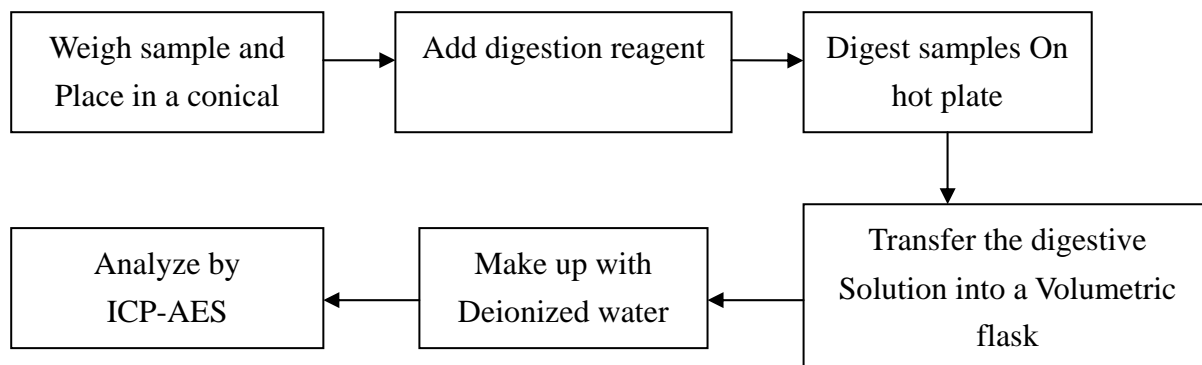 Weigh sample and
Place in a conical
Add digestion reagent
Digest samples On
hot plate
Transfer the digestive
Solution into a Volumetric
flask
Make up with
Deionized water
Analyze by
ICP-AES